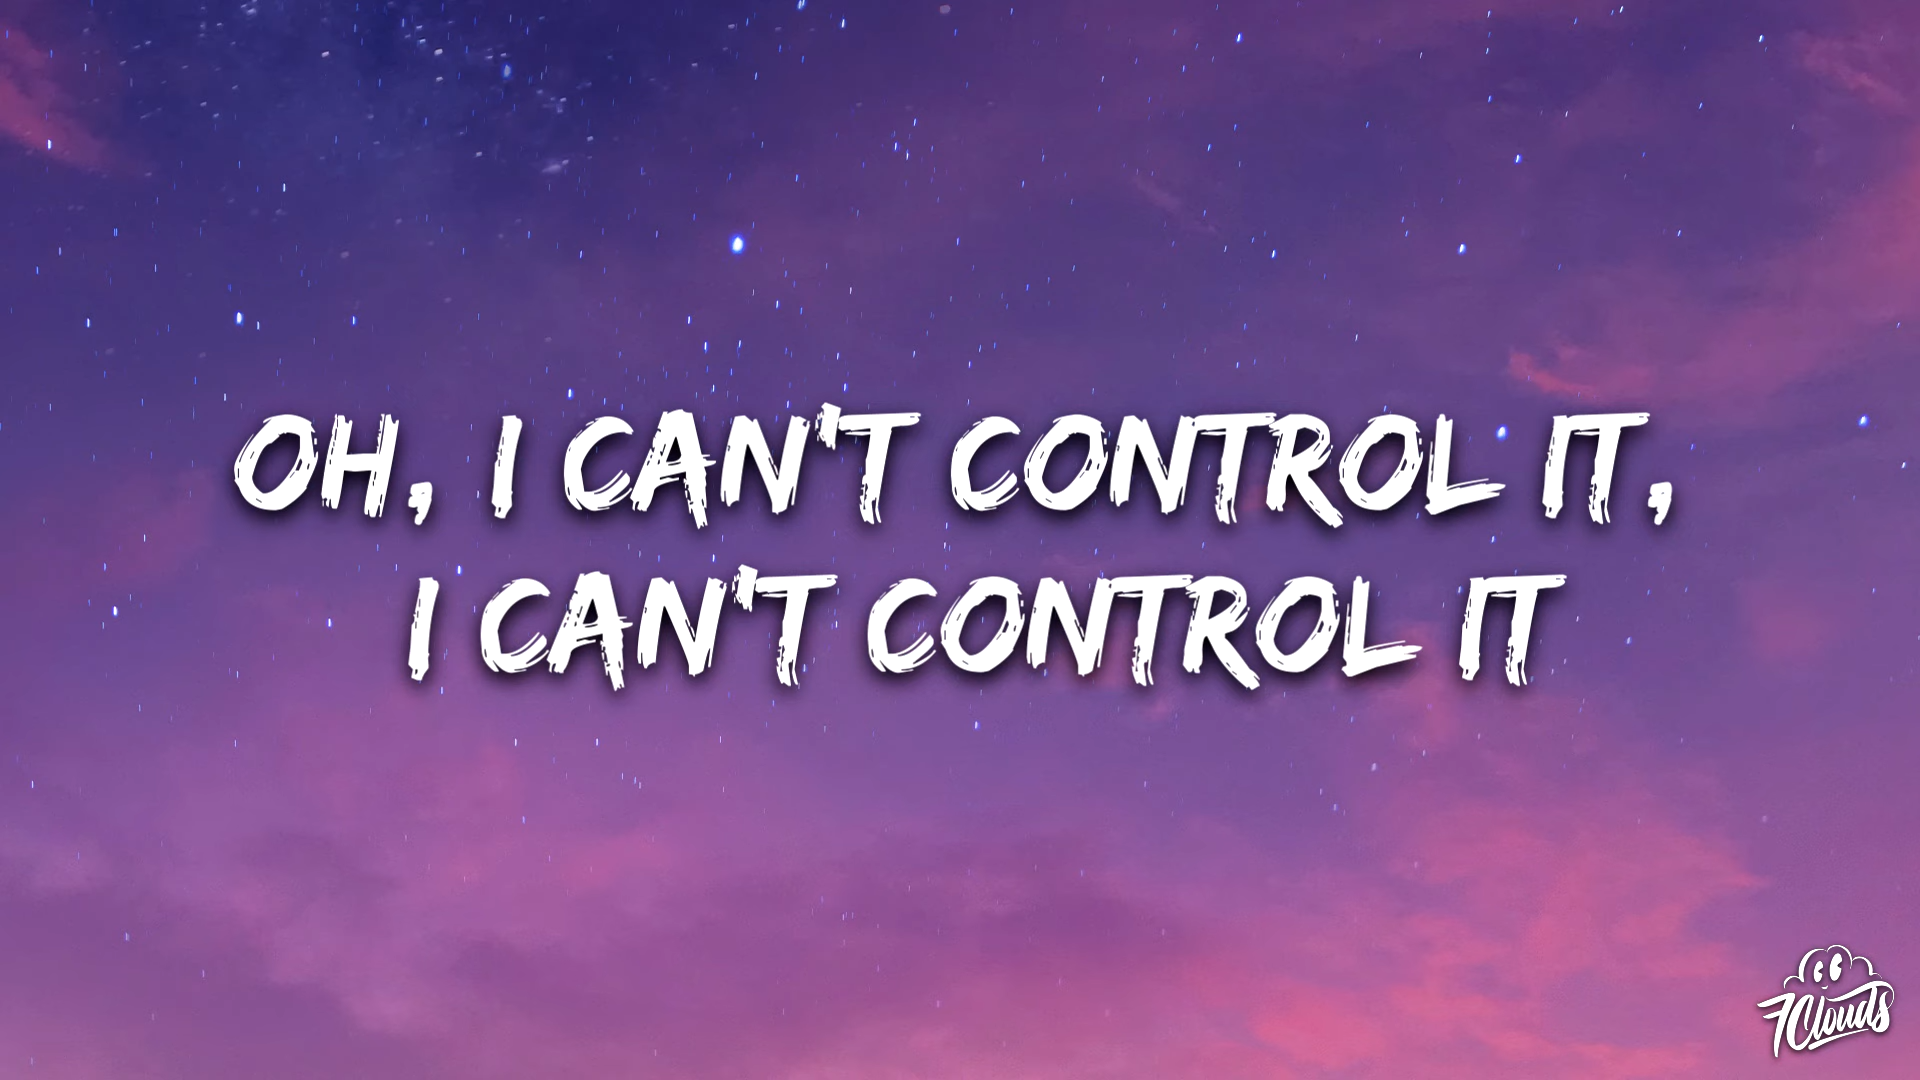 OH, I CAN'T CONTROL IT,
I CAN'T CONTROL IT
7Clouds